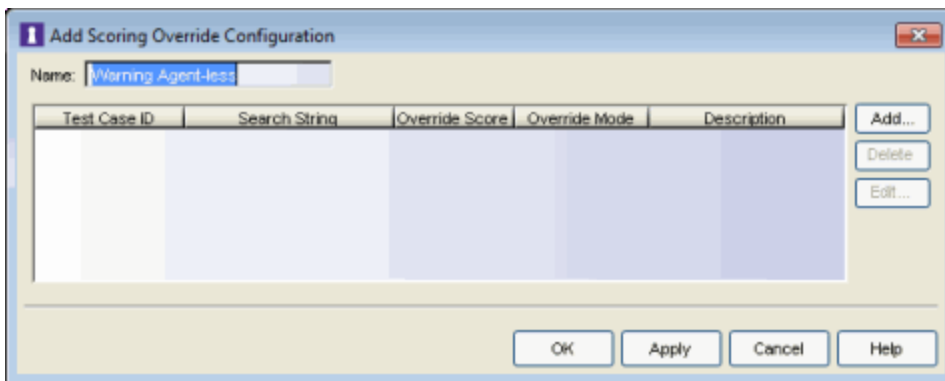 Add Scoring Override Configuration
Name: Warning Agent-less
Test Case ID Search String Override Score Override Mode Description
Add...
Delete
Edit...
OK Apply Cancel Help